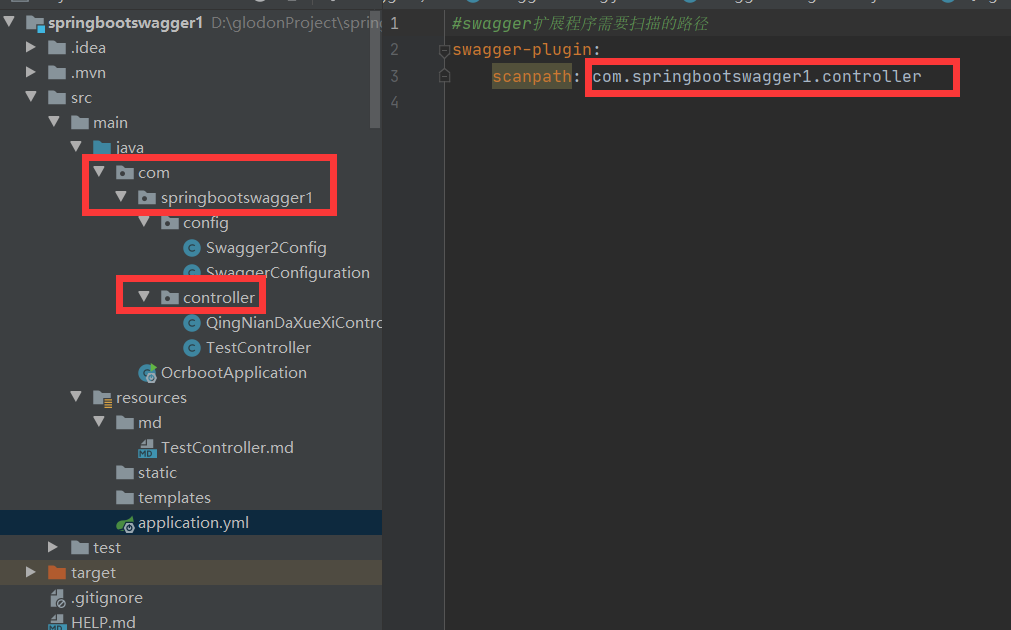 springbootswagger1 D:\glodonProject\spring
.idea
.mvn
src
main
java
com
springbootswagger1
config
Swagger2Config
SwaggerConfiguration
controller
QingNianDaXueXiContro
TestController
OcrbootApplication
resources
md
MD TestController.md
static
templates
application.yml
test
target
.gitignore
MD HELP.md
1 #swagger扩展程序需要扫描的路径
2 swagger-plugin:
3 scanpath: com.springbootswagger1.controller
4